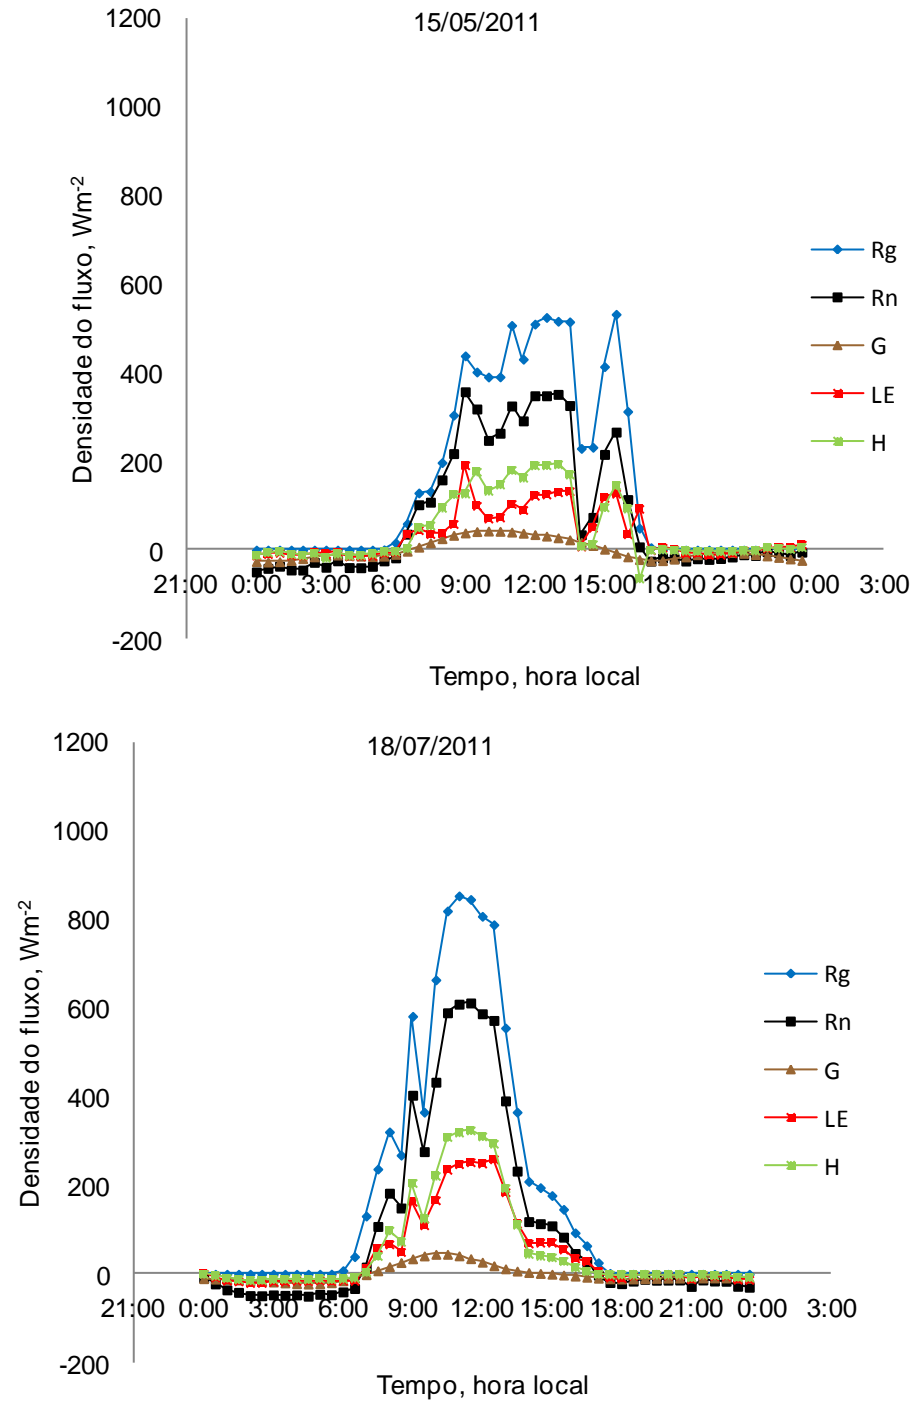 15/05/2011
1200
1000
800
600
400
200
0
-200
Densidade do fluxo, Wm-2
21:00 0:00 3:00 6:00 9:00 12:00 15:00 18:00 21:00 0:00 3:00
Tempo, hora local
Rg
Rn
G
LE
H
18/07/2011
1200
1000
800
600
400
200
0
-200
Densidade do fluxo, Wm-2
21:00 0:00 3:00 6:00 9:00 12:00 15:00 18:00 21:00 0:00 3:00
Tempo, hora local
Rg
Rn
G
LE
H